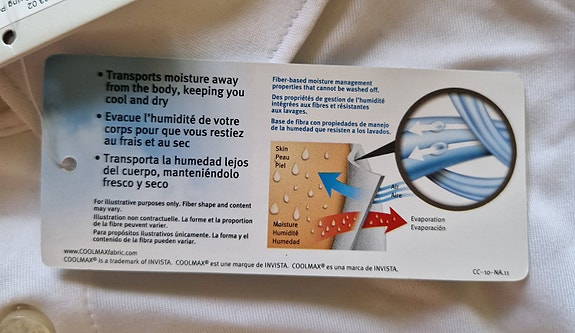 • Transports moisture away
from the body, keeping you
cool and dry
• Evacue l'humidité de votre
corps pour que vous restiez
au frais et au sec
• Transporta la humedad lejos
del cuerpo, manteniéndolo
fresco y seco
For illustrative purposes only. Fiber shape and content
may vary.
Illustration non contractuelle. La forme et la proportion
de la fibre peuvent varier.
Para propósitos ilustrativos únicamente. La forma y el
contenido de la fibra pueden variar.
www.COOLMAXfabric.com
COOLMAX® is a trademark of INVISTA. COOLMAX® est une marque de INVISTA. COOLMAX® es una marca de INVISTA.
Fiber-based moisture management
properties that cannot be washed off.
Des propriétés de gestion de l'humidité
intégrées aux fibres et résistantes
aux lavages.
Base de fibra con propiedades de manejo
de la humedad que resisten a los lavados.
Skin
Peau
Piel
Air
Aire
Moisture
Humidité
Humedad
Evaporation
Evaporación
CC-10-NA.11